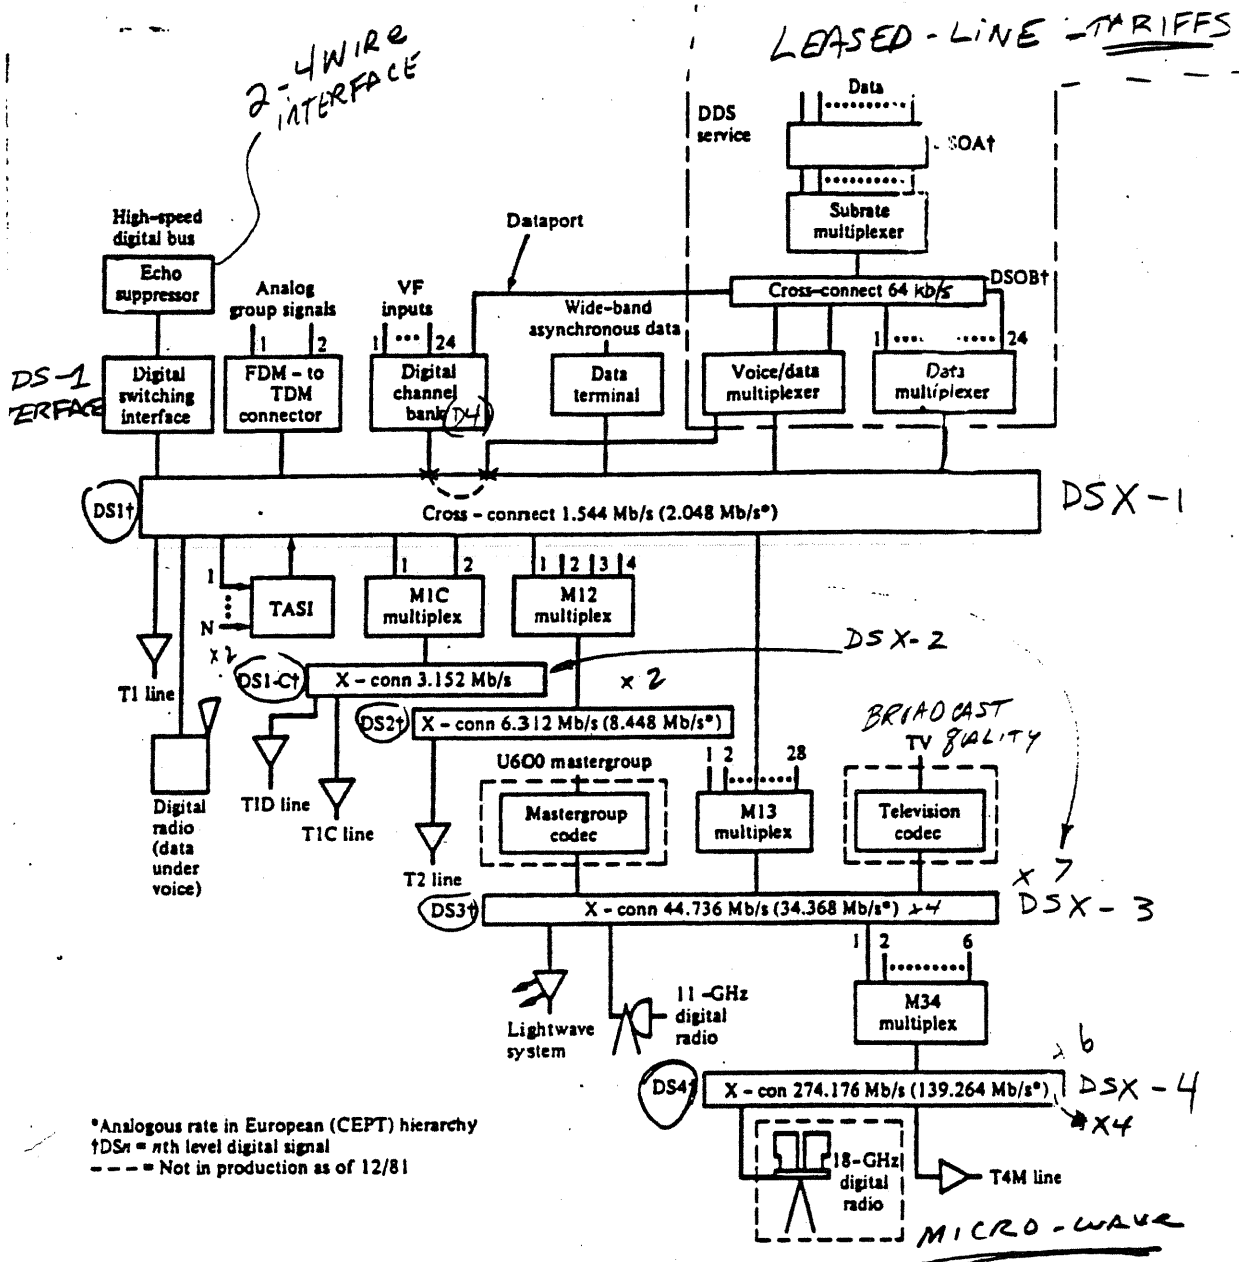 LEASED-LINE - TARIFFS
2-4 WIRE
INTERFACE
Data
DDS
service
SOA†
Subrate
multiplexer
Dataport
High-speed
digital bus
Echo
suppressor
Analog
group signals
1 2
VF
inputs
1 24
Wide-band
asynchronous data
DSOB†
Cross-connect 64 kb/s
1 24
DS-1
ERFACE
Digital
switching
interface
FDM - to
TDM
connector
Digital
channel
bank D4
Data
terminal
Voice/data
multiplexer
Data
multiplexer
DS1†
Cross - connect 1.544 Mb/s (2.048 Mb/s*)
DSX-1
1
N
TASI
1 2
M1C
multiplex
1 2 3 4
M12
multiplex
T1 line
x2
DS1-C†
X - conn 3.152 Mb/s
x 2
DSX-2
DS2†
X - conn 6.312 Mb/s (8.448 Mb/s*)
BROADCAST
TV QUALITY
Digital
radio
(data
under
voice)
T1D line
T1C line
T2 line
U600 mastergroup
Mastergroup
codec
1 2 28
M13
multiplex
Television
codec
x 7
DS3†
X - conn 44.736 Mb/s (34.368 Mb/s*) x4
DSX-3
1 2 6
Lightwave
system
11-GHz
digital
radio
M34
multiplex
x 6
DS4†
X - con 274.176 Mb/s (139.264 Mb/s*)
DSX-4
x4
*Analogous rate in European (CEPT) hierarchy
†DSn = nth level digital signal
---- = Not in production as of 12/81
18-GHz
digital
radio
T4M line
MICRO-WAVE